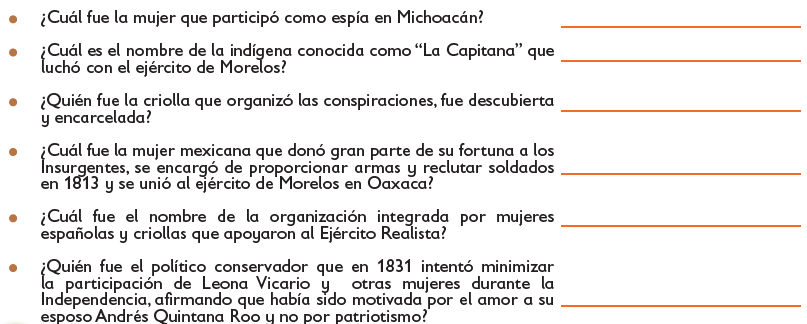 • ¿Cuál fue la mujer que participó como espía en Michoacán?
• ¿Cuál es el nombre de la indígena conocida como “La Capitana” que
luchó con el ejército de Morelos?
• ¿Quién fue la criolla que organizó las conspiraciones, fue descubierta
y encarcelada?
• ¿Cuál fue la mujer mexicana que donó gran parte de su fortuna a los
Insurgentes, se encargó de proporcionar armas y reclutar soldados
en 1813 y se unió al ejército de Morelos en Oaxaca?
• ¿Cuál fue el nombre de la organización integrada por mujeres
españolas y criollas que apoyaron al Ejército Realista?
• ¿Quién fue el político conservador que en 1831 intentó minimizar
la participación de Leona Vicario y otras mujeres durante la
Independencia, afirmando que había sido motivada por el amor a su
esposo Andrés Quintana Roo y no por patriotismo?